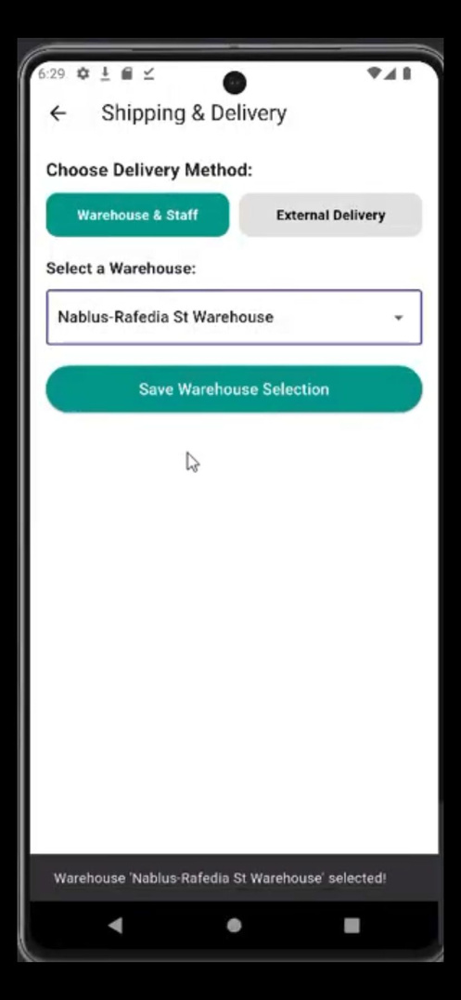 6:29
Shipping & Delivery
Choose Delivery Method:
Warehouse & Staff
External Delivery
Select a Warehouse:
Nablus-Rafedia St Warehouse
Save Warehouse Selection
Warehouse 'Nablus-Rafedia St Warehouse' selected!